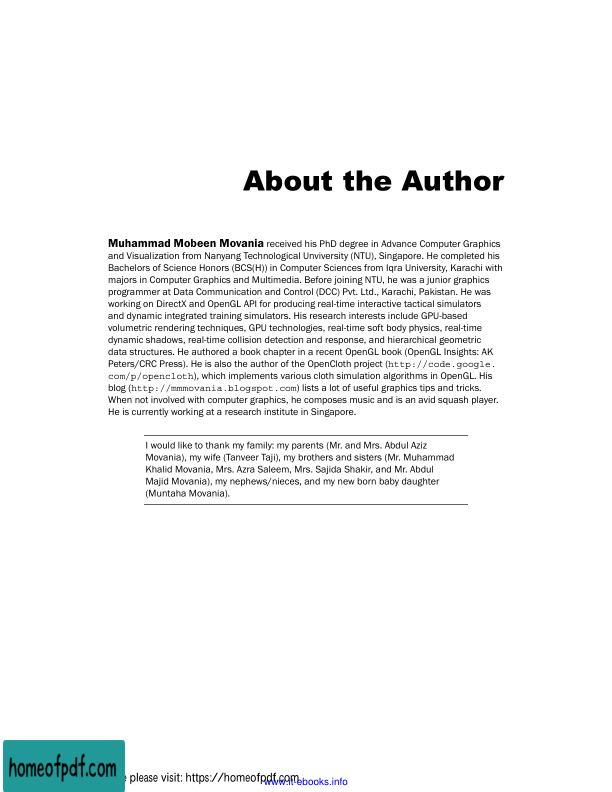 About the Author
Muhammad Mobeen Movania received his PhD degree in Advance Computer Graphics
and Visualization from Nanyang Technological Unviversity (NTU), Singapore. He completed his
Bachelors of Science Honors (BCS(H)) in Computer Sciences from Iqra University, Karachi with
majors in Computer Graphics and Multimedia. Before joining NTU, he was a junior graphics
programmer at Data Communication and Control (DCC) Pvt. Ltd., Karachi, Pakistan. He was
working on DirectX and OpenGL API for producing real-time interactive tactical simulators
and dynamic integrated training simulators. His research interests include GPU-based
volumetric rendering techniques, GPU technologies, real-time soft body physics, real-time
dynamic shadows, real-time collision detection and response, and hierarchical geometric
data structures. He authored a book chapter in a recent OpenGL book (OpenGL Insights: AK
Peters/CRC Press). He is also the author of the OpenCloth project (http://code.google.
com/p/opencloth), which implements various cloth simulation algorithms in OpenGL. His
blog (http://mmmovania.blogspot.com) lists a lot of useful graphics tips and tricks.
When not involved with computer graphics, he composes music and is an avid squash player.
He is currently working at a research institute in Singapore.
I would like to thank my family: my parents (Mr. and Mrs. Abdul Aziz
Movania), my wife (Tanveer Taji), my brothers and sisters (Mr. Muhammad
Khalid Movania, Mrs. Azra Saleem, Mrs. Sajida Shakir, and Mr. Abdul
Majid Movania), my nephews/nieces, and my new born baby daughter
(Muntaha Movania).
homeofpdf.com
please visit: https://homeofpdf.com
www.it-ebooks.info